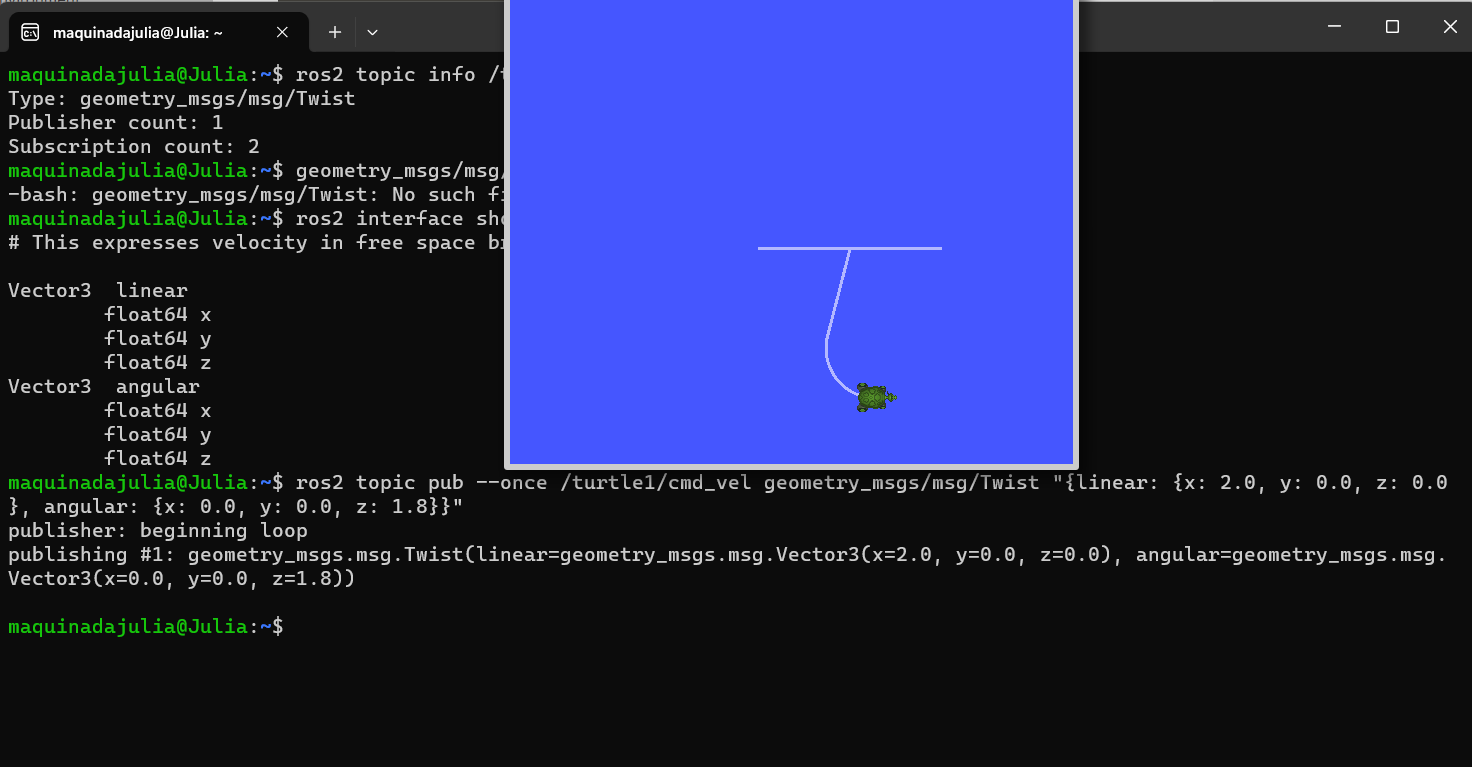 maquinadajulia@Julia: ~
maquinadajulia@Julia:~$ ros2 topic info
Type: geometry_msgs/msg/Twist
Publisher count: 1
Subscription count: 2
maquinadajulia@Julia:~$ geometry_msgs/msg/
-bash: geometry_msgs/msg/Twist: No such
maquinadajulia@Julia:~$ ros2 interface
# This expresses velocity in free space
Vector3  linear
        float64 x
        float64 y
        float64 z
Vector3  angular
        float64 x
        float64 y
        float64 z
maquinadajulia@Julia:~$ ros2 topic pub --once /turtle1/cmd_vel geometry_msgs/msg/Twist "{linear: {x: 2.0, y: 0.0, z: 0.0
}, angular: {x: 0.0, y: 0.0, z: 1.8}}"
publisher: beginning loop
publishing #1: geometry_msgs.msg.Twist(linear=geometry_msgs.msg.Vector3(x=2.0, y=0.0, z=0.0), angular=geometry_msgs.msg.
Vector3(x=0.0, y=0.0, z=1.8))
maquinadajulia@Julia:~$